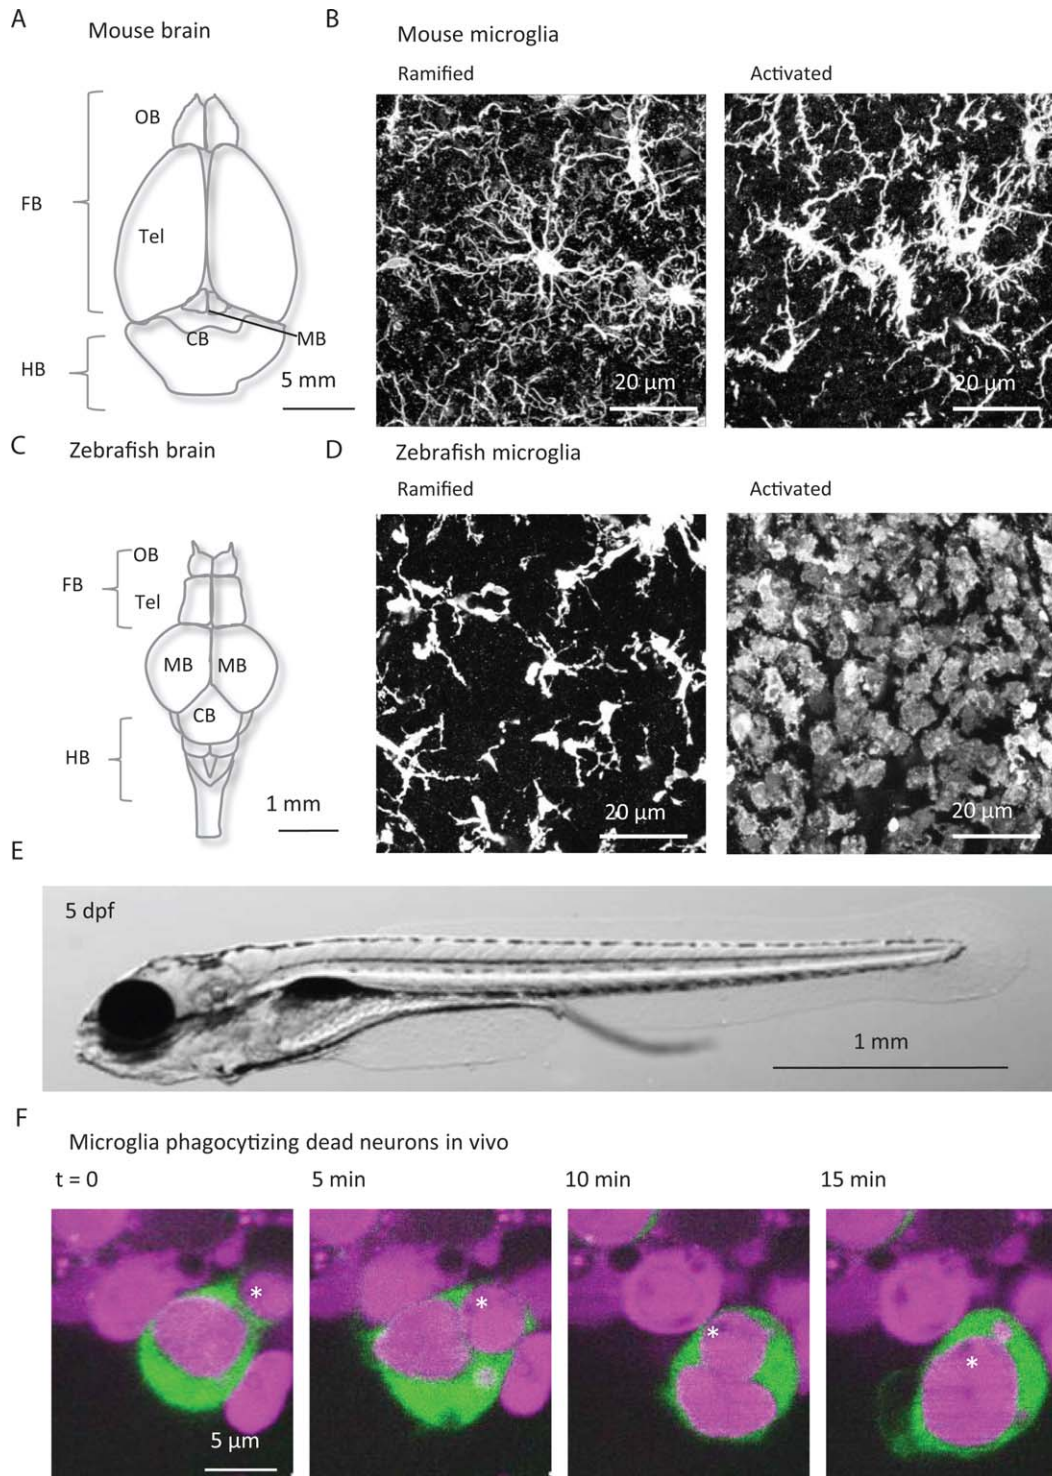 A
Mouse brain
OB
FB
Tel
CB
MB
HB
5 mm
B
Mouse microglia
Ramified
Activated
20 µm
20 µm
C
Zebrafish brain
OB
FB
Tel
MB
MB
CB
HB
1 mm
D
Zebrafish microglia
Ramified
Activated
20 µm
20 µm
E
5 dpf
1 mm
F
Microglia phagocytizing dead neurons in vivo
t = 0
5 min
10 min
15 min
*
*
*
*
5 µm